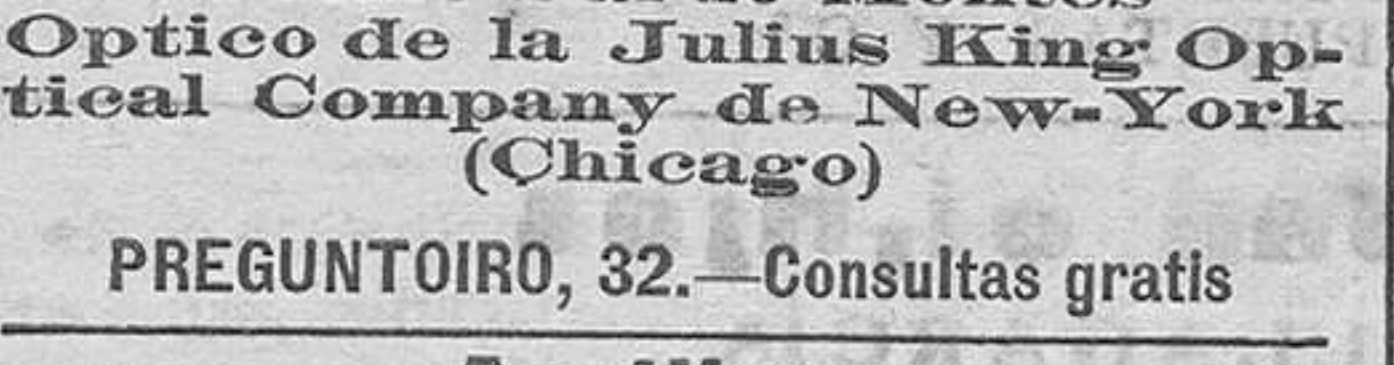 Optico de la Julius King Op-
tical Company de New-York
(Chicago)
PREGUNTOIRO, 32.—Consultas gratis